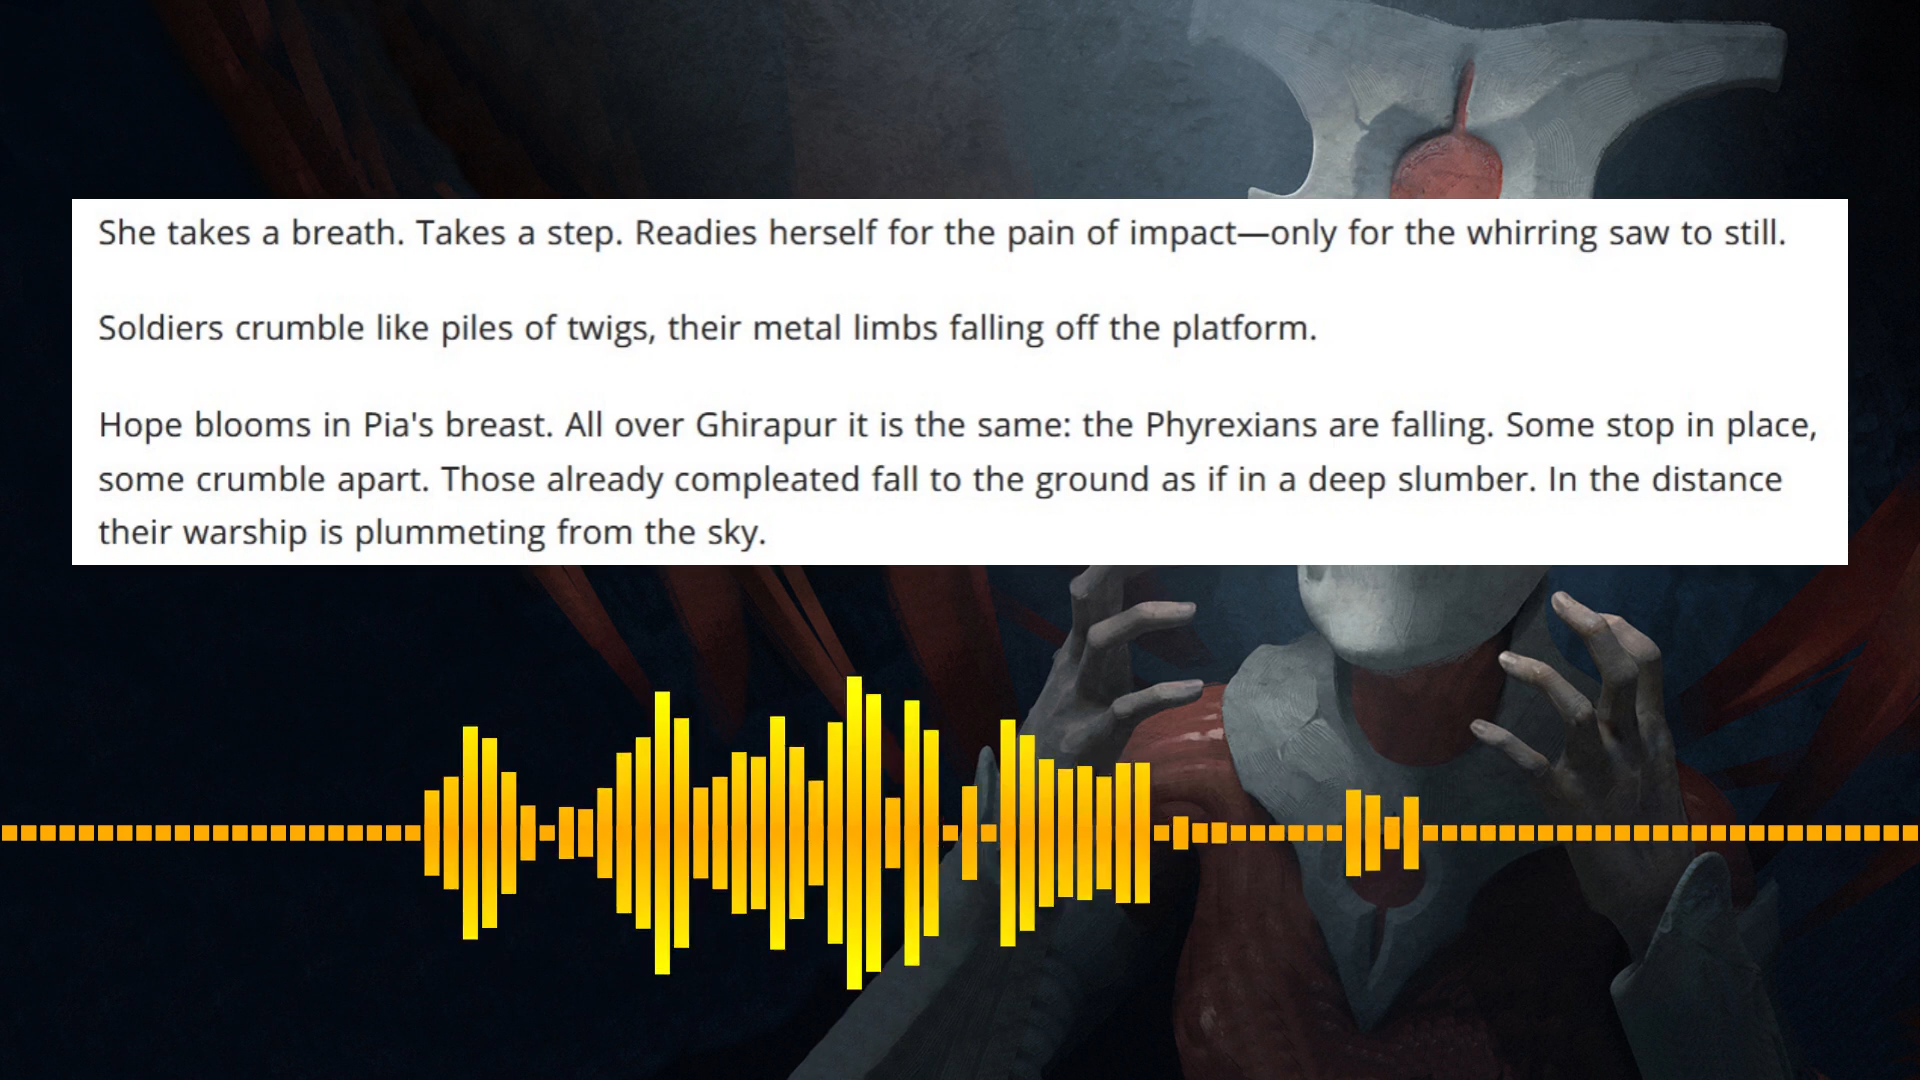 She takes a breath. Takes a step. Readies herself for the pain of impact—only for the whirring saw to still.
Soldiers crumble like piles of twigs, their metal limbs falling off the platform.
Hope blooms in Pia's breast. All over Ghirapur it is the same: the Phyrexians are falling. Some stop in place,
some crumble apart. Those already compleated fall to the ground as if in a deep slumber. In the distance
their warship is plummeting from the sky.